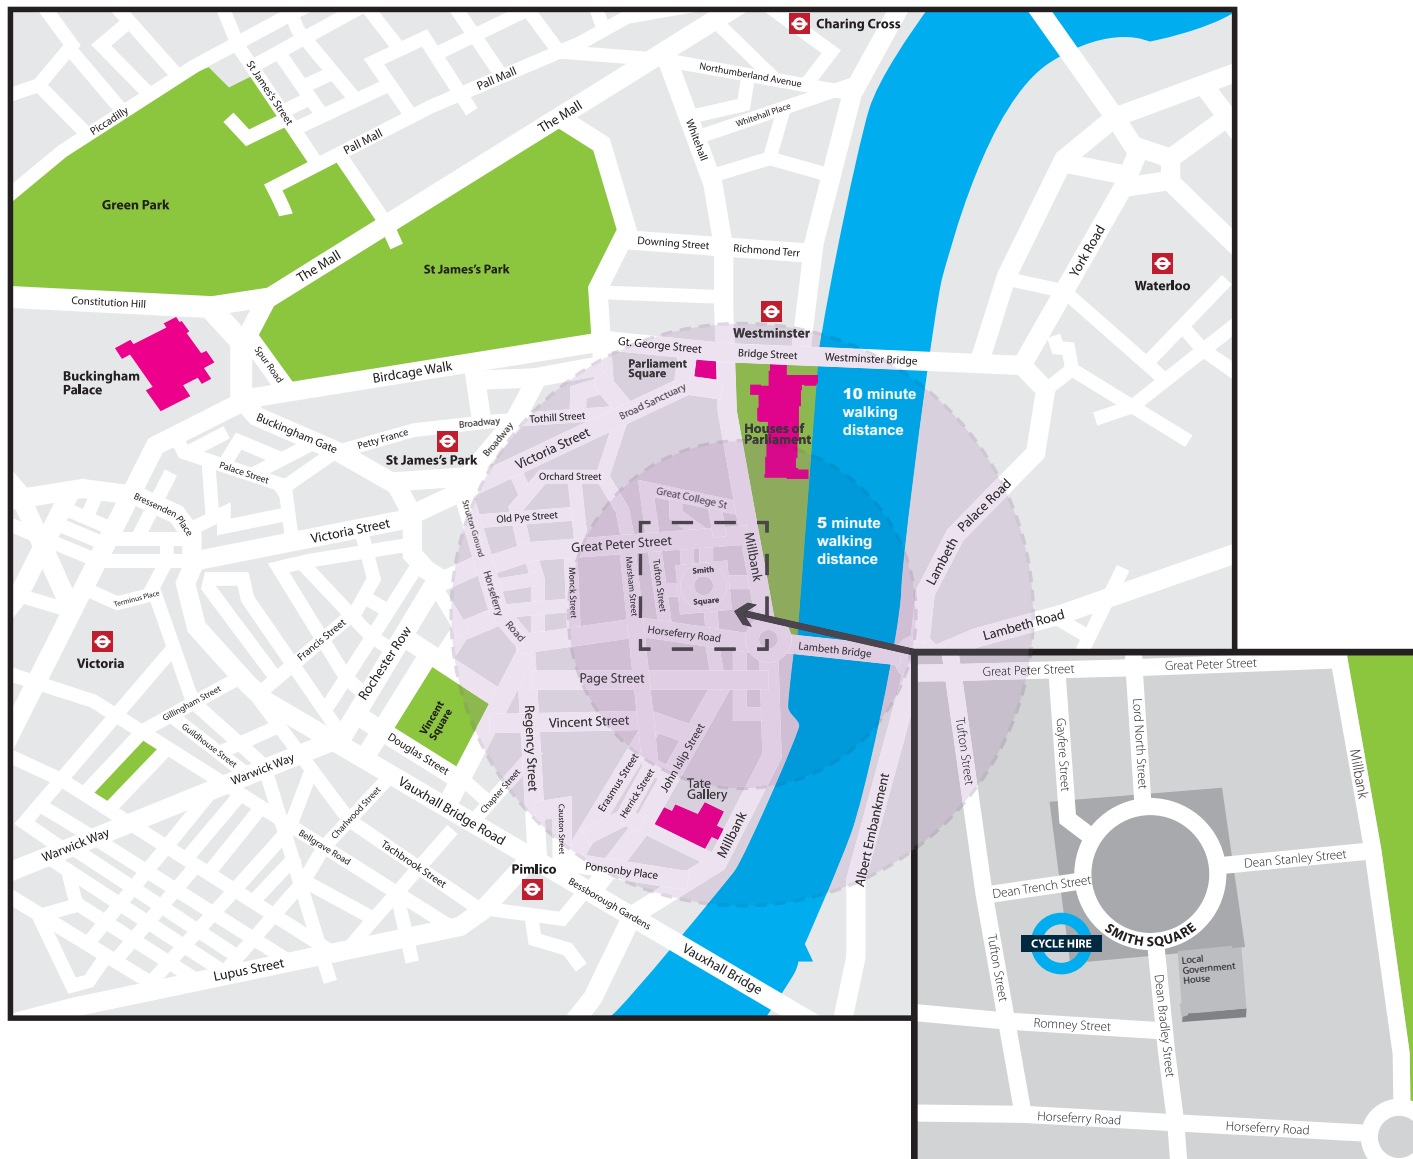 Charing Cross
Northumberland Avenue
Whitehall Place
Whitehall
Pall Mall
The Mall
St James's Street
Piccadilly
Pall Mall
Green Park
St James's Park
The Mall
Constitution Hill
Downing Street
Richmond Terr
York Road
Waterloo
Westminster
Gt. George Street
Bridge Street
Westminster Bridge
Parliament
Square
Buckingham
Palace
Spur Road
Birdcage Walk
Buckingham Gate
Petty France
Broadway
Broadway
Tothill Street
Broad Sanctuary
Victoria Street
St James's Park
Houses of
Parliament
10 minute
walking
distance
Palace Street
Orchard Street
Great College St
Bressenden Place
Victoria Street
Strutton Ground
Old Pye Street
Great Peter Street
Millbank
5 minute
walking
distance
Lambeth
Palace Road
Monck Street
Marsham Street
Tufton Street
Smith
Square
Horseferry
Road
Horseferry Road
Lambeth Bridge
Lambeth Road
Terminus Place
Victoria
Francis Street
Rochester Row
Page Street
Vincent
Square
Gillingham Street
Guildhouse Street
Warwick Way
Douglas Street
Regency Street
Vincent Street
John Islip Street
Erasmus Street
Herrick Street
Tate
Gallery
Chapter Street
Vauxhall Bridge Road
Charlwood Street
Bellgrave Road
Tachbrook Street
Causton Street
Millbank
Albert Embankment
Warwick Way
Pimlico
Ponsonby Place
Bessborough Gardens
Vauxhall Bridge
Lupus Street
Great Peter Street
Great Peter Street
Tufton Street
Gayfere Street
Lord North Street
Millbank
Dean Stanley Street
Dean Trench Street
SMITH SQUARE
CYCLE HIRE
Local
Government
House
Tufton Street
Dean Bradley Street
Romney Street
Horseferry Road
Horseferry Road